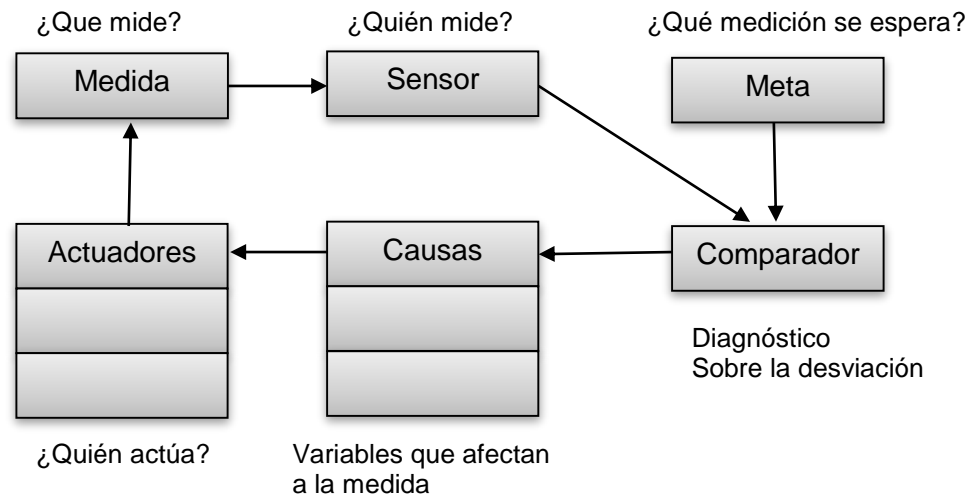 ¿Que mide?
¿Quién mide?
¿Qué medición se espera?
Medida
Sensor
Meta
Actuadores
Causas
Comparador
Diagnóstico
Sobre la desviación
¿Quién actúa?
Variables que afectan
a la medida